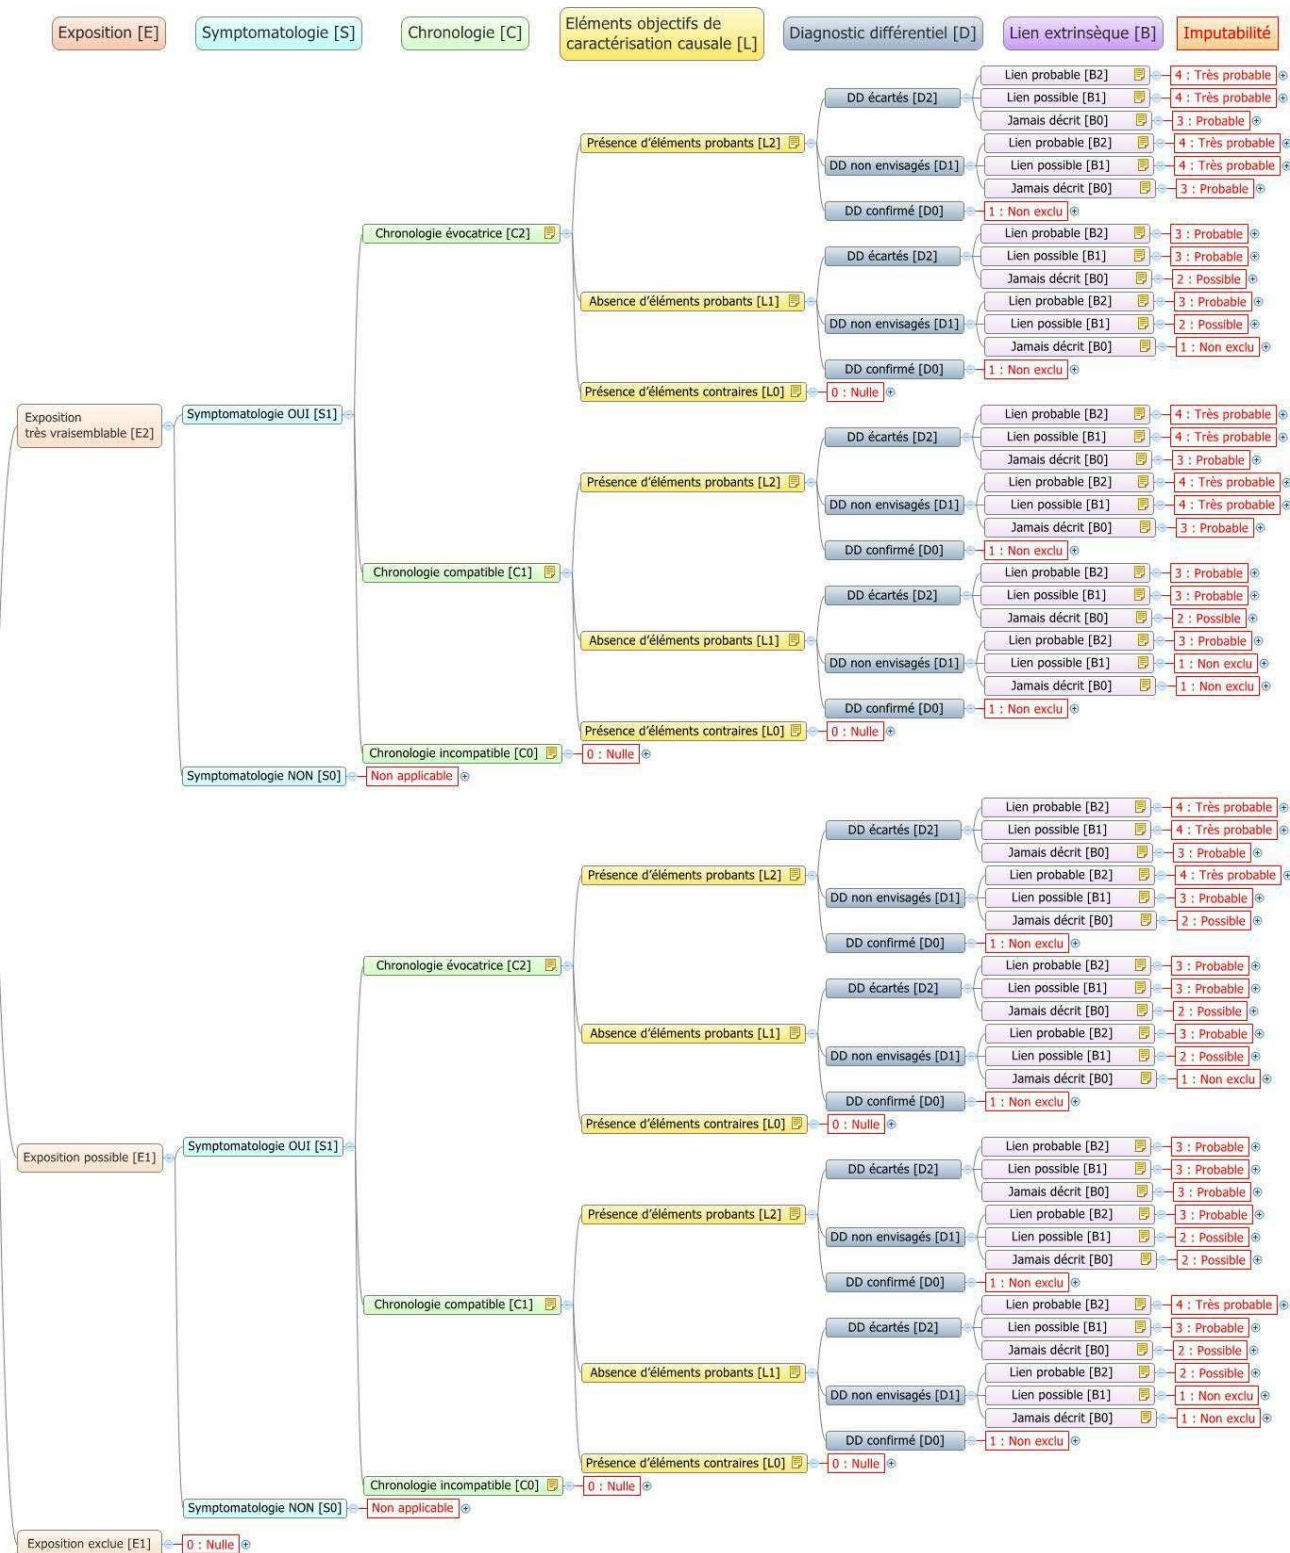 Exposition [E]
Symptomatologie [S]
Chronologie [C]
Eléments objectifs de
caractérisation causale [L]
Diagnostic différentiel [D]
Lien extrinsèque [B]
Imputabilité
Exposition
très vraisemblable [E2]
Symptomatologie OUI [S1]
Chronologie évocatrice [C2]
Présence d'éléments probants [L2]
DD écartés [D2]
Lien probable [B2]
4 : Très probable
Lien possible [B1]
4 : Très probable
Jamais décrit [B0]
3 : Probable
DD non envisagés [D1]
Lien probable [B2]
4 : Très probable
Lien possible [B1]
4 : Très probable
Jamais décrit [B0]
3 : Probable
DD confirmé [D0]
1 : Non exclu
Absence d'éléments probants [L1]
DD écartés [D2]
Lien probable [B2]
3 : Probable
Lien possible [B1]
3 : Probable
Jamais décrit [B0]
2 : Possible
DD non envisagés [D1]
Lien probable [B2]
3 : Probable
Lien possible [B1]
2 : Possible
Jamais décrit [B0]
1 : Non exclu
DD confirmé [D0]
1 : Non exclu
Présence d'éléments contraires [L0]
0 : Nulle
Chronologie compatible [C1]
Présence d'éléments probants [L2]
DD écartés [D2]
Lien probable [B2]
4 : Très probable
Lien possible [B1]
4 : Très probable
Jamais décrit [B0]
3 : Probable
DD non envisagés [D1]
Lien probable [B2]
4 : Très probable
Lien possible [B1]
4 : Très probable
Jamais décrit [B0]
3 : Probable
DD confirmé [D0]
1 : Non exclu
Absence d'éléments probants [L1]
DD écartés [D2]
Lien probable [B2]
3 : Probable
Lien possible [B1]
3 : Probable
Jamais décrit [B0]
2 : Possible
DD non envisagés [D1]
Lien probable [B2]
3 : Probable
Lien possible [B1]
1 : Non exclu
Jamais décrit [B0]
1 : Non exclu
DD confirmé [D0]
1 : Non exclu
Présence d'éléments contraires [L0]
0 : Nulle
Chronologie incompatible [C0]
0 : Nulle
Symptomatologie NON [S0]
Non applicable
Exposition possible [E1]
Symptomatologie OUI [S1]
Chronologie évocatrice [C2]
Présence d'éléments probants [L2]
DD écartés [D2]
Lien probable [B2]
4 : Très probable
Lien possible [B1]
4 : Très probable
Jamais décrit [B0]
3 : Probable
DD non envisagés [D1]
Lien probable [B2]
4 : Très probable
Lien possible [B1]
3 : Probable
Jamais décrit [B0]
2 : Possible
DD confirmé [D0]
1 : Non exclu
Absence d'éléments probants [L1]
DD écartés [D2]
Lien probable [B2]
3 : Probable
Lien possible [B1]
3 : Probable
Jamais décrit [B0]
2 : Possible
DD non envisagés [D1]
Lien probable [B2]
3 : Probable
Lien possible [B1]
2 : Possible
Jamais décrit [B0]
1 : Non exclu
DD confirmé [D0]
1 : Non exclu
Présence d'éléments contraires [L0]
0 : Nulle
Chronologie compatible [C1]
Présence d'éléments probants [L2]
DD écartés [D2]
Lien probable [B2]
3 : Probable
Lien possible [B1]
3 : Probable
Jamais décrit [B0]
3 : Probable
DD non envisagés [D1]
Lien probable [B2]
3 : Probable
Lien possible [B1]
2 : Possible
Jamais décrit [B0]
2 : Possible
DD confirmé [D0]
1 : Non exclu
Absence d'éléments probants [L1]
DD écartés [D2]
Lien probable [B2]
4 : Très probable
Lien possible [B1]
3 : Probable
Jamais décrit [B0]
2 : Possible
DD non envisagés [D1]
Lien probable [B2]
2 : Possible
Lien possible [B1]
1 : Non exclu
Jamais décrit [B0]
1 : Non exclu
DD confirmé [D0]
1 : Non exclu
Présence d'éléments contraires [L0]
0 : Nulle
Chronologie incompatible [C0]
0 : Nulle
Symptomatologie NON [S0]
Non applicable
Exposition exclue [E1]
0 : Nulle